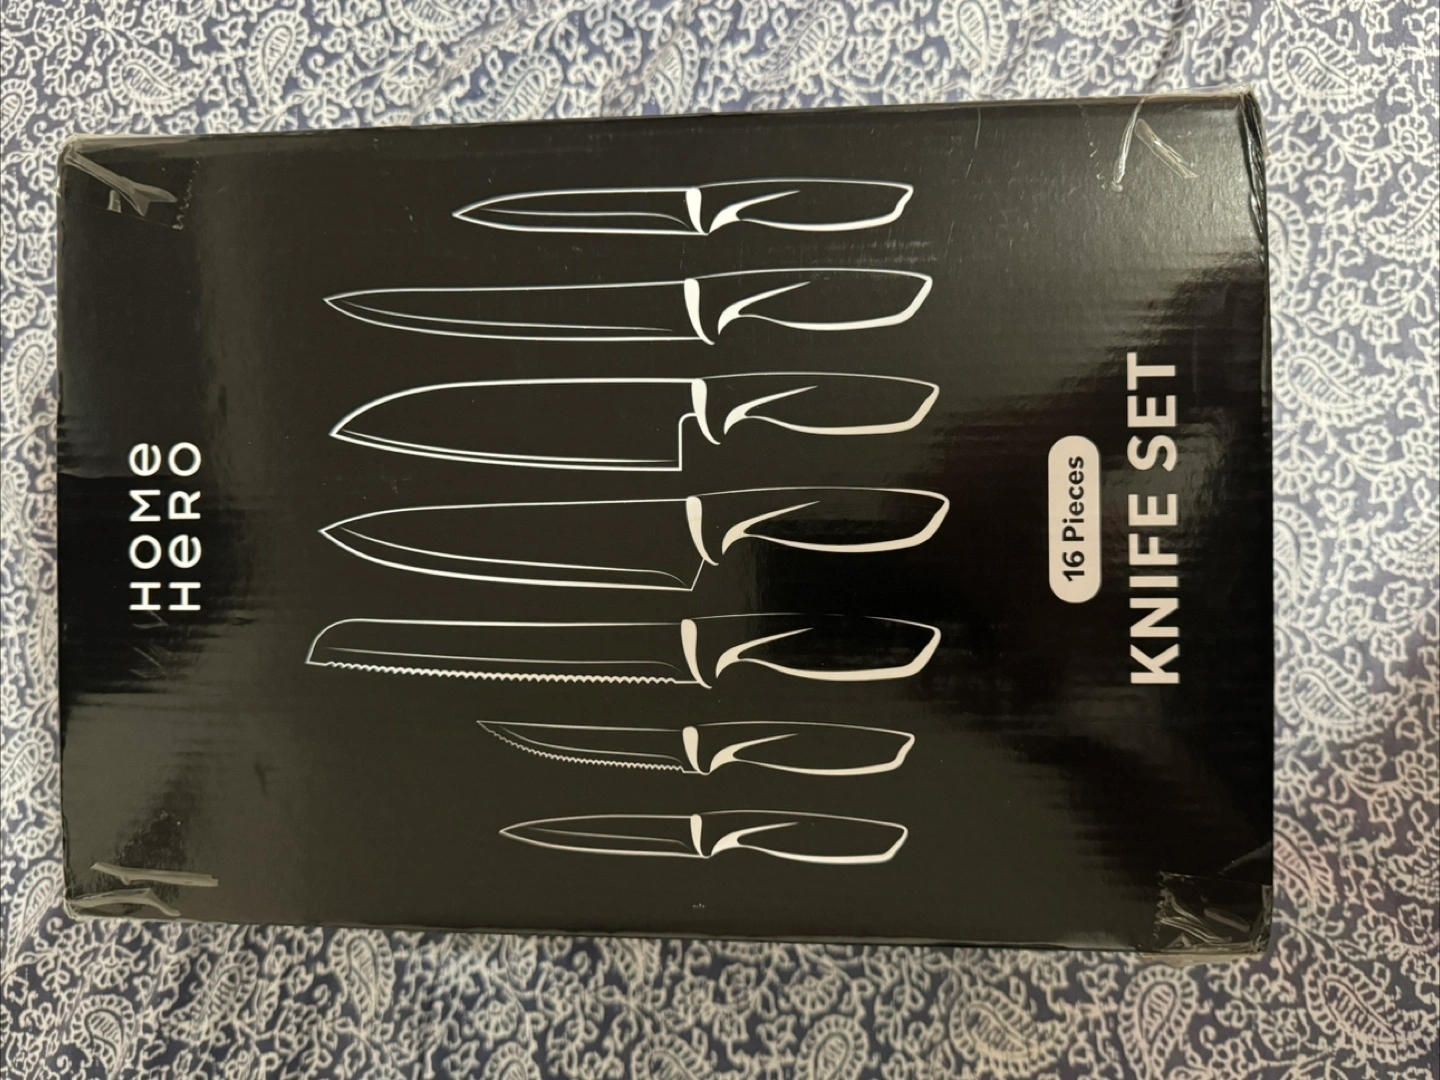 HOMe
HeRO
16 Pieces
KNIFE SET